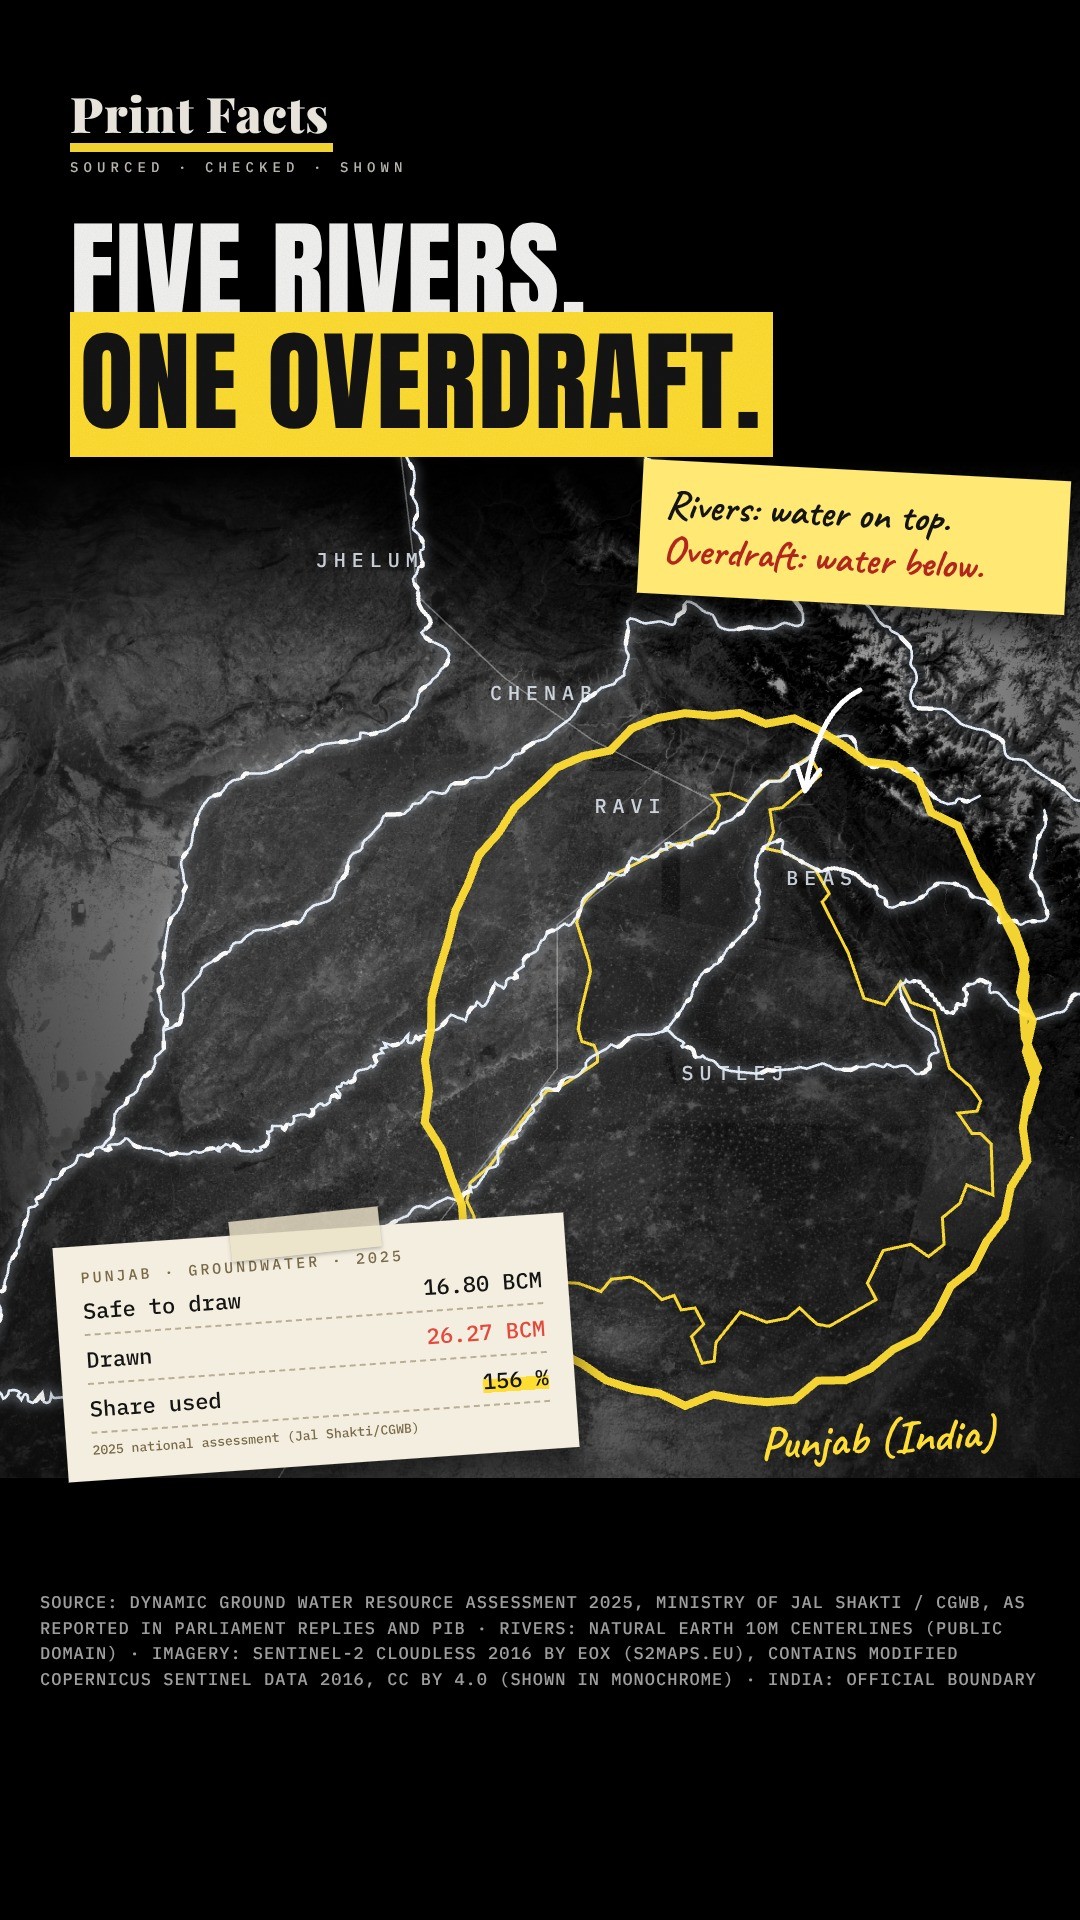 Print Facts
SOURCED · CHECKED · SHOWN
FIVE RIVERS.
ONE OVERDRAFT.
Rivers: water on top.
Overdraft: water below.
JHELUM
CHENAB
RAVI
BEAS
SUTLEJ
PUNJAB · GROUNDWATER · 2025
Safe to draw 16.80 BCM
Drawn 26.27 BCM
Share used 156 %
2025 national assessment (Jal Shakti/CGWB)
Punjab (India)
SOURCE: DYNAMIC GROUND WATER RESOURCE ASSESSMENT 2025, MINISTRY OF JAL SHAKTI / CGWB, AS
REPORTED IN PARLIAMENT REPLIES AND PIB · RIVERS: NATURAL EARTH 10M CENTERLINES (PUBLIC
DOMAIN) · IMAGERY: SENTINEL-2 CLOUDLESS 2016 BY EOX (S2MAPS.EU), CONTAINS MODIFIED
COPERNICUS SENTINEL DATA 2016, CC BY 4.0 (SHOWN IN MONOCHROME) · INDIA: OFFICIAL BOUNDARY